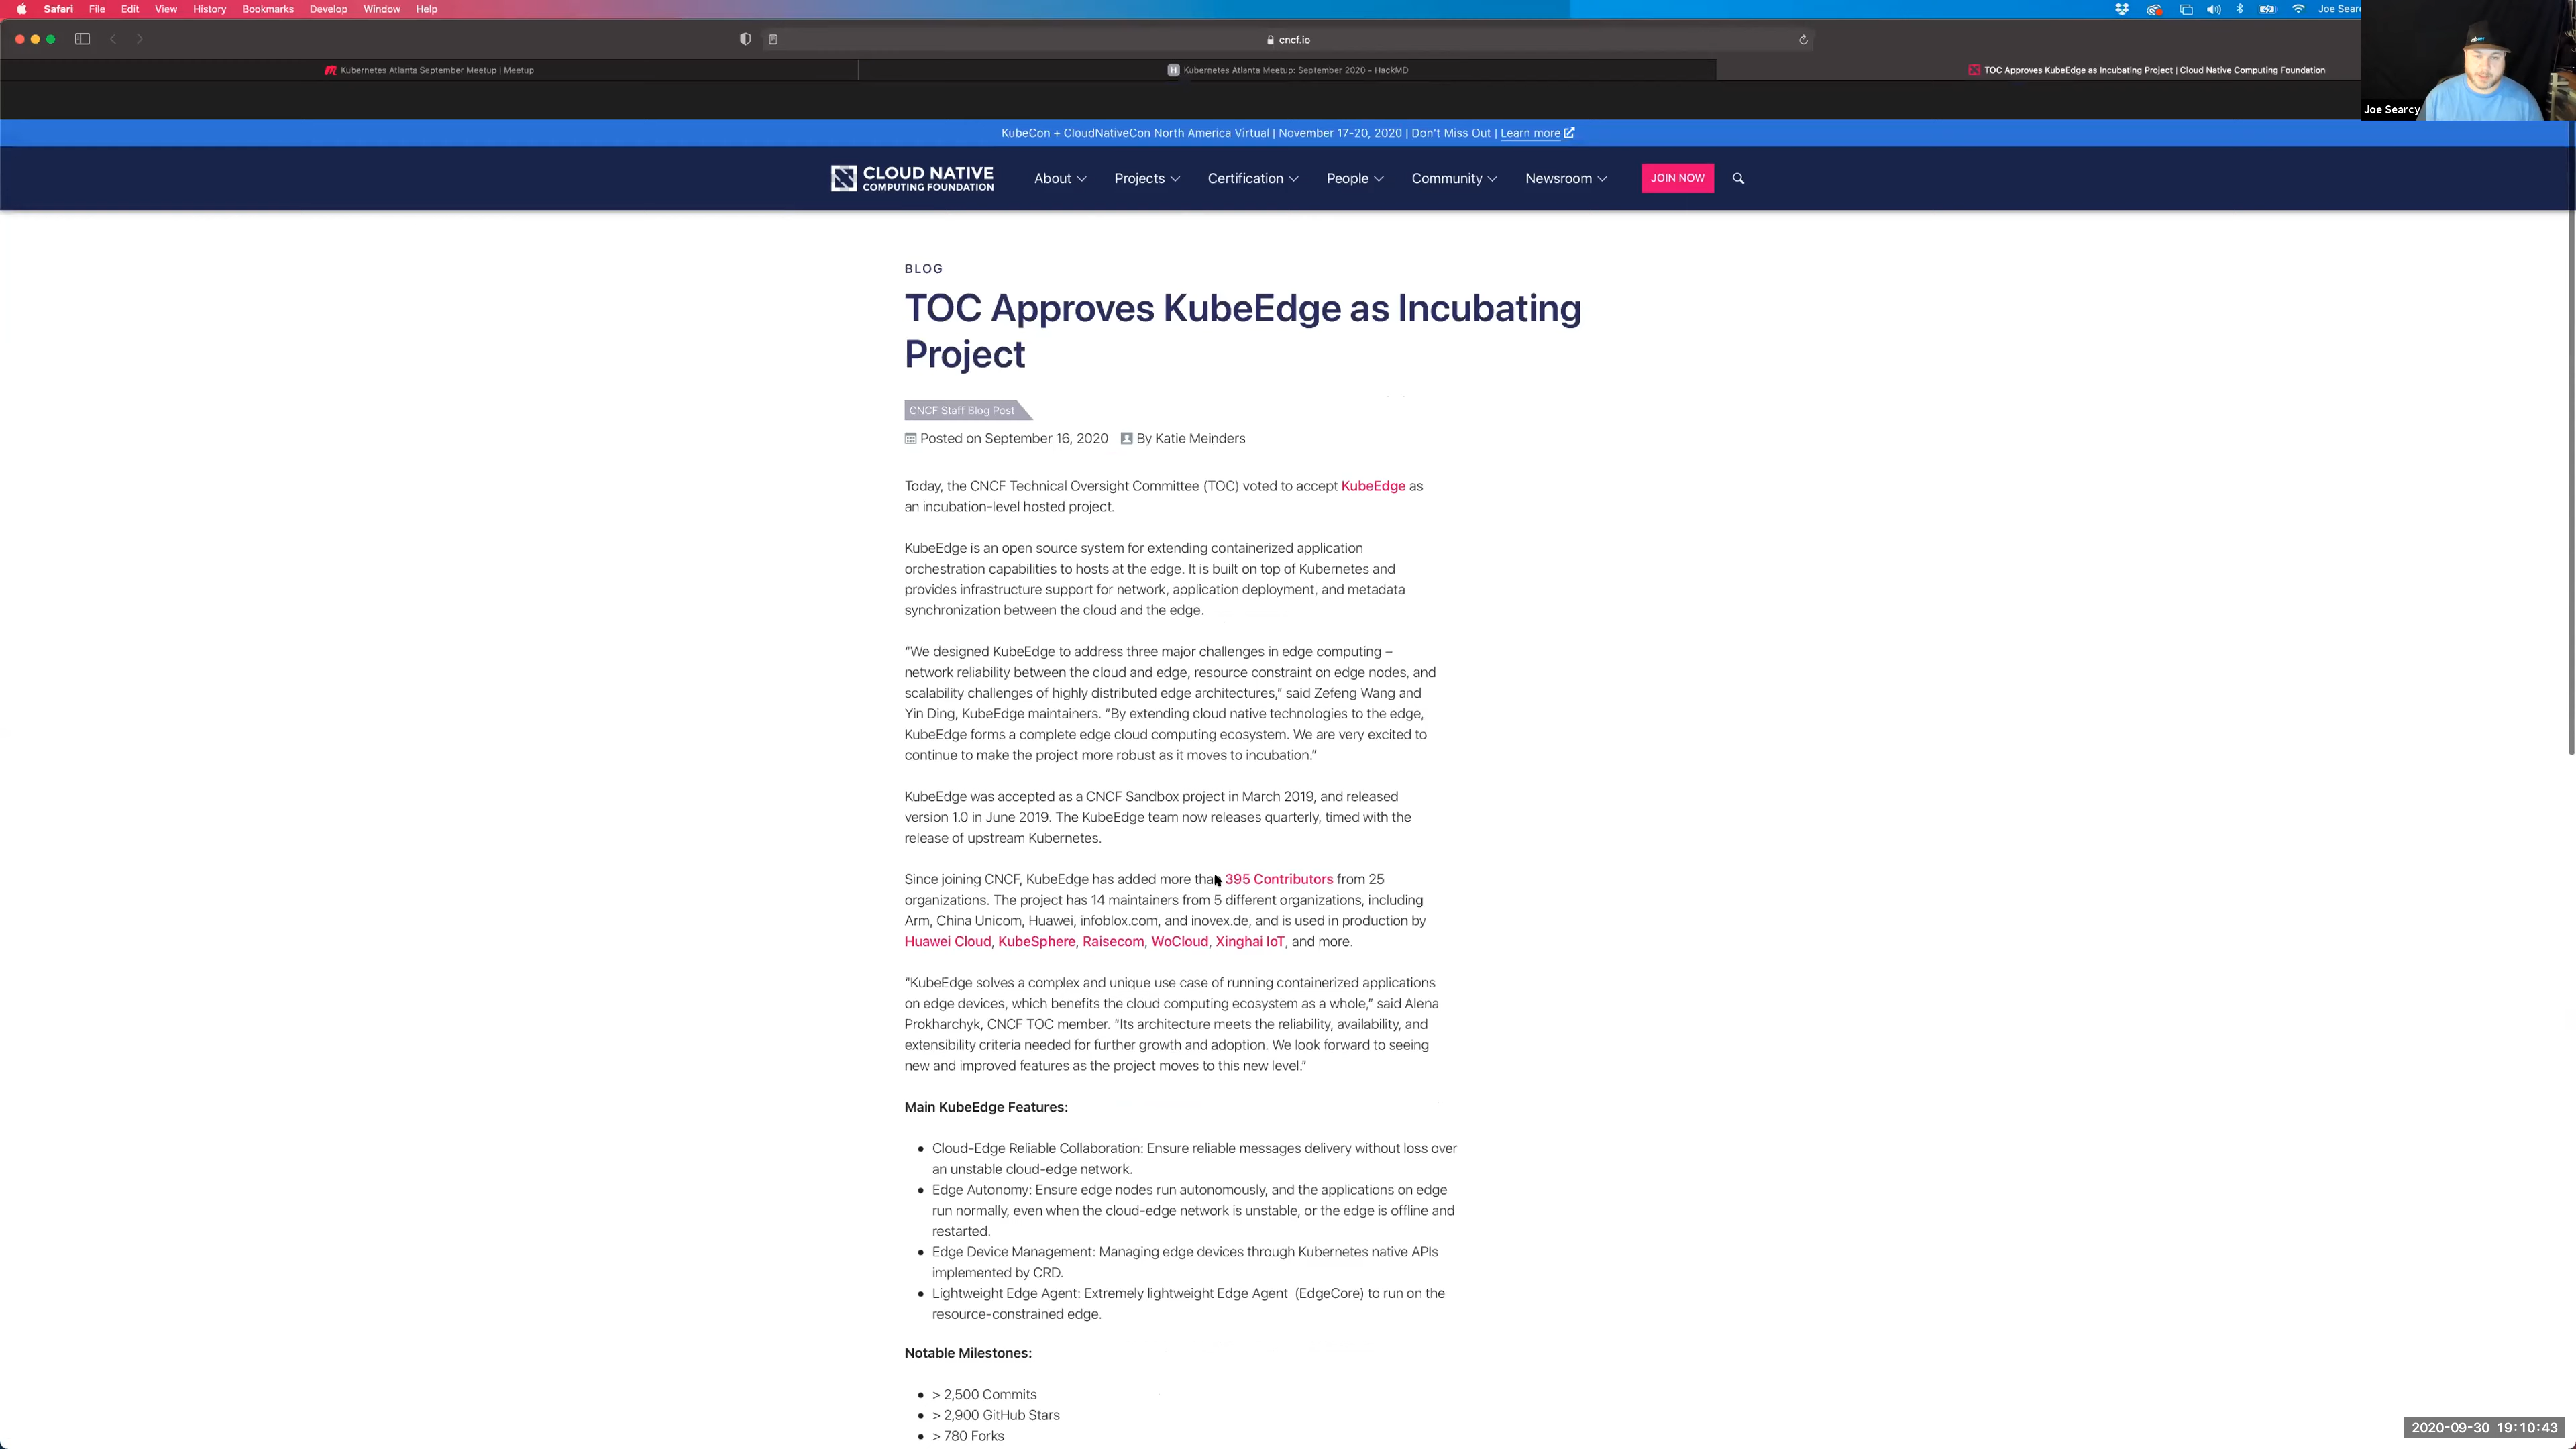 Safari File Edit View History Bookmarks Develop Window Help
Joe Searc
cncf.io
Kubernetes Atlanta September Meetup | Meetup
H Kubernetes Atlanta Meetup: September 2020 - HackMD
TOC Approves KubeEdge as Incubating Project | Cloud Native Computing Foundation
Joe Searcy
KubeCon + CloudNativeCon North America Virtual | November 17-20, 2020 | Don't Miss Out | Learn more
CLOUD NATIVE
COMPUTING FOUNDATION
About Projects Certification People Community Newsroom JOIN NOW
BLOG
TOC Approves KubeEdge as Incubating
Project
CNCF Staff Blog Post
Posted on September 16, 2020 By Katie Meinders
Today, the CNCF Technical Oversight Committee (TOC) voted to accept KubeEdge as
an incubation-level hosted project.
KubeEdge is an open source system for extending containerized application
orchestration capabilities to hosts at the edge. It is built on top of Kubernetes and
provides infrastructure support for network, application deployment, and metadata
synchronization between the cloud and the edge.
“We designed KubeEdge to address three major challenges in edge computing –
network reliability between the cloud and edge, resource constraint on edge nodes, and
scalability challenges of highly distributed edge architectures,” said Zefeng Wang and
Yin Ding, KubeEdge maintainers. “By extending cloud native technologies to the edge,
KubeEdge forms a complete edge cloud computing ecosystem. We are very excited to
continue to make the project more robust as it moves to incubation.”
KubeEdge was accepted as a CNCF Sandbox project in March 2019, and released
version 1.0 in June 2019. The KubeEdge team now releases quarterly, timed with the
release of upstream Kubernetes.
Since joining CNCF, KubeEdge has added more than 395 Contributors from 25
organizations. The project has 14 maintainers from 5 different organizations, including
Arm, China Unicom, Huawei, infoblox.com, and inovex.de, and is used in production by
Huawei Cloud, KubeSphere, Raisecom, WoCloud, Xinghai IoT, and more.
“KubeEdge solves a complex and unique use case of running containerized applications
on edge devices, which benefits the cloud computing ecosystem as a whole,” said Alena
Prokharchyk, CNCF TOC member. “Its architecture meets the reliability, availability, and
extensibility criteria needed for further growth and adoption. We look forward to seeing
new and improved features as the project moves to this new level.”
Main KubeEdge Features:
• Cloud-Edge Reliable Collaboration: Ensure reliable messages delivery without loss over
an unstable cloud-edge network.
• Edge Autonomy: Ensure edge nodes run autonomously, and the applications on edge
run normally, even when the cloud-edge network is unstable, or the edge is offline and
restarted.
• Edge Device Management: Managing edge devices through Kubernetes native APIs
implemented by CRD.
• Lightweight Edge Agent: Extremely lightweight Edge Agent (EdgeCore) to run on the
resource-constrained edge.
Notable Milestones:
• > 2,500 Commits
• > 2,900 GitHub Stars
• > 780 Forks
2020-09-30 19:10:43